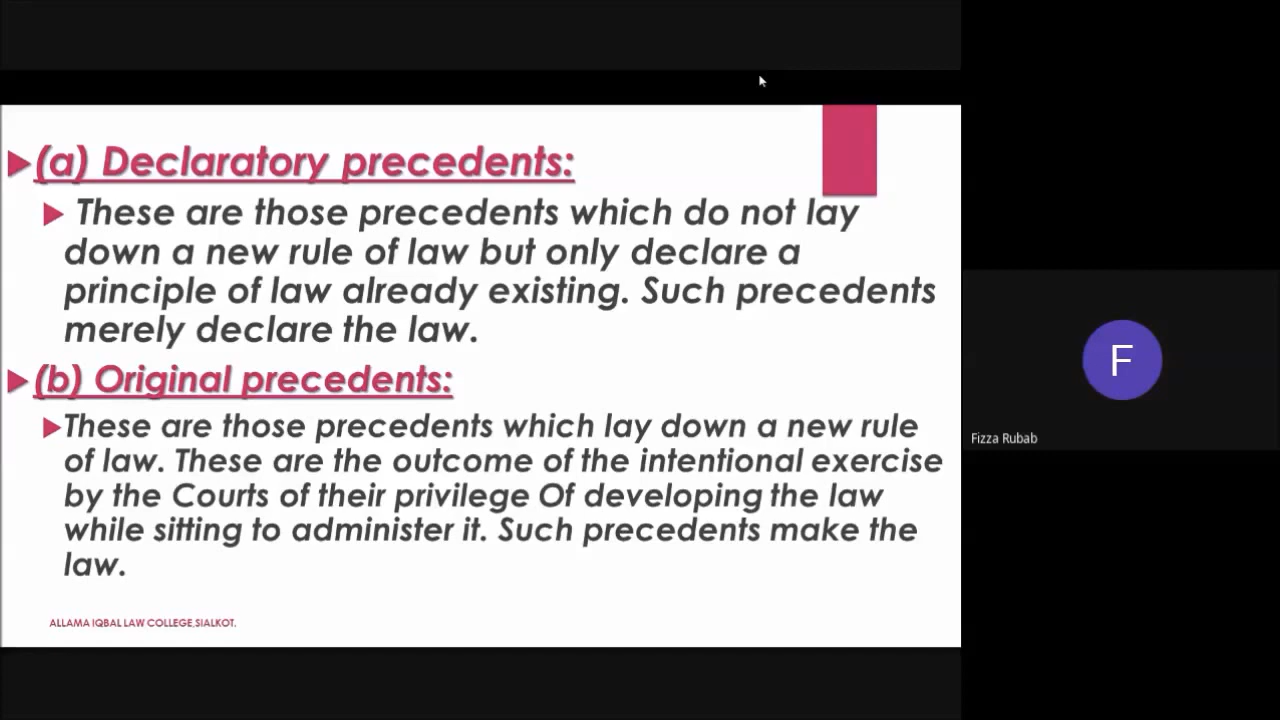 (a) Declaratory precedents:
These are those precedents which do not lay
down a new rule of law but only declare a
principle of law already existing. Such precedents
merely declare the law.
(b) Original precedents:
These are those precedents which lay down a new rule
of law. These are the outcome of the intentional exercise
by the Courts of their privilege Of developing the law
while sitting to administer it. Such precedents make the
law.
ALLAMA IQBAL LAW COLLEGE,SIALKOT.
F
Fizza Rubab